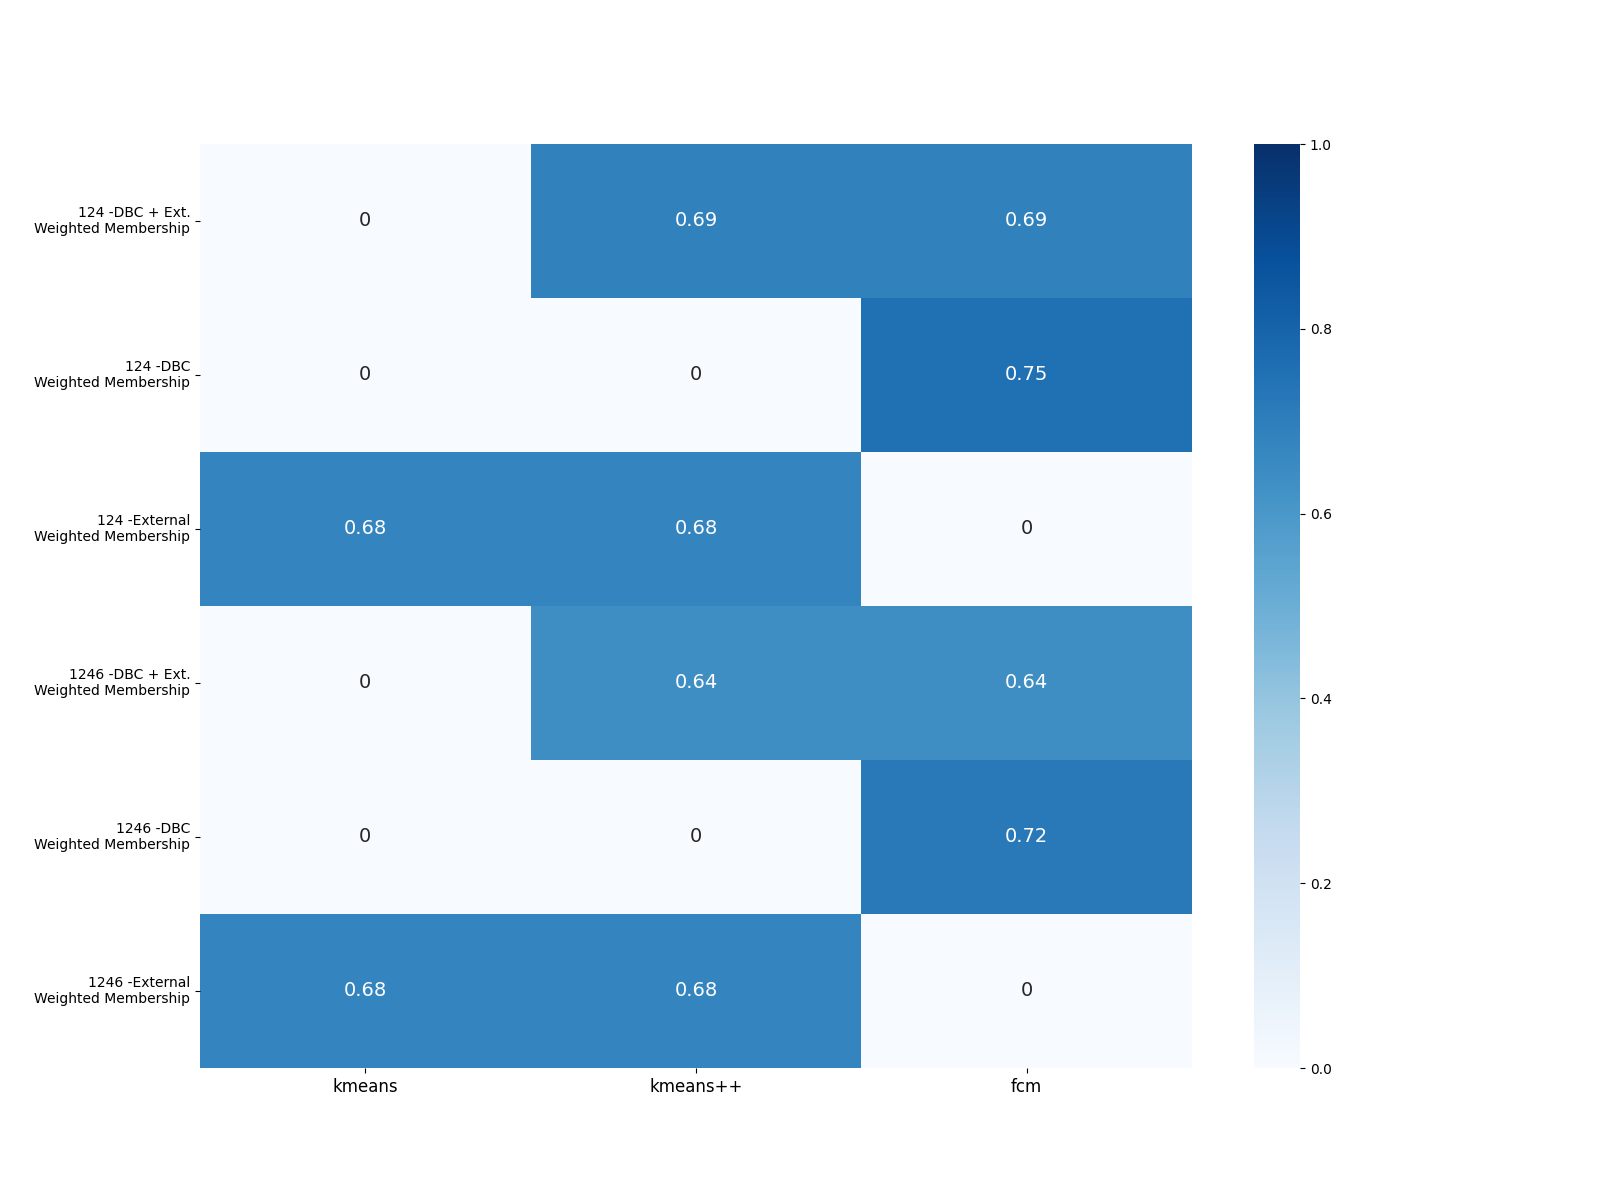 124 -DBC + Ext.
Weighted Membership
0
0.69
0.69
124 -DBC
Weighted Membership
0
0
0.75
124 -External
Weighted Membership
0.68
0.68
0
1246 -DBC + Ext.
Weighted Membership
0
0.64
0.64
1246 -DBC
Weighted Membership
0
0
0.72
1246 -External
Weighted Membership
0.68
0.68
0
kmeans
kmeans++
fcm
1.0
0.8
0.6
0.4
0.2
0.0